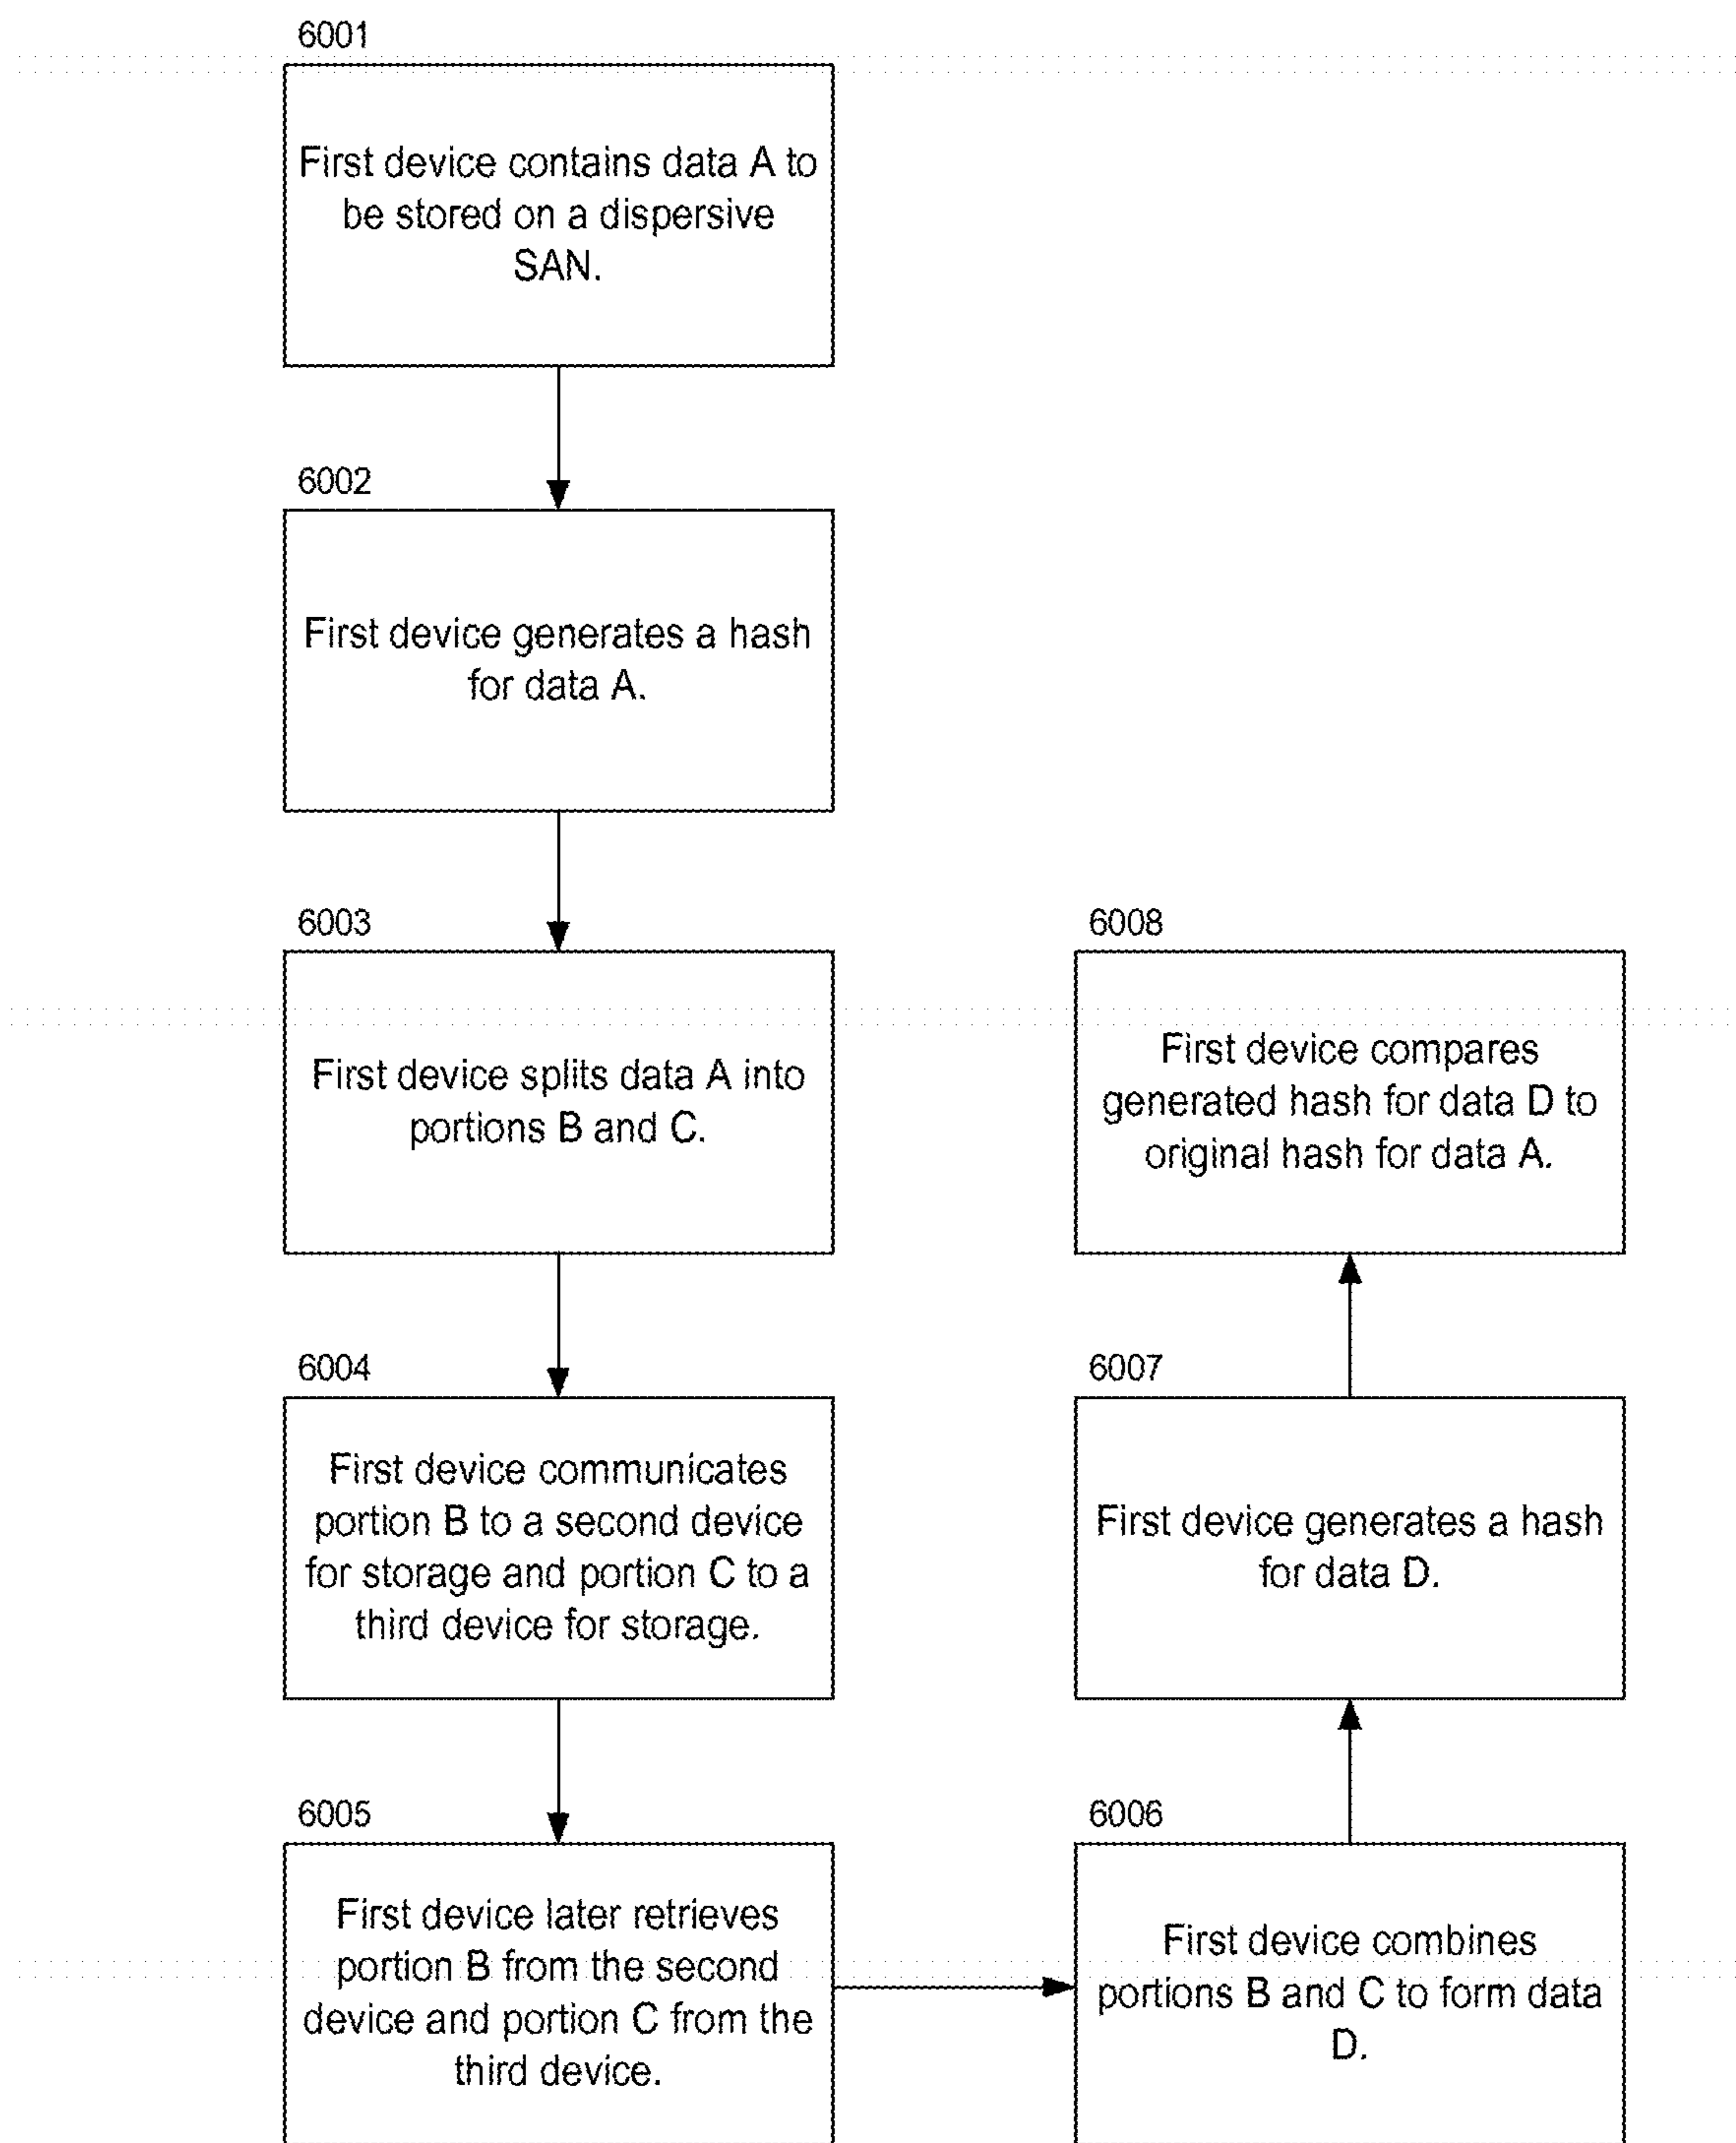 6001
First device contains data A to
be stored on a dispersive
SAN.
6002
First device generates a hash
for data A.
6003
First device splits data A into
portions B and C.
6004
First device communicates
portion B to a second device
for storage and portion C to a
third device for storage.
6005
First device later retrieves
portion B from the second
device and portion C from the
third device.
6006
First device combines
portions B and C to form data
D.
6007
First device generates a hash
for data D.
6008
First device compares
generated hash for data D to
original hash for data A.